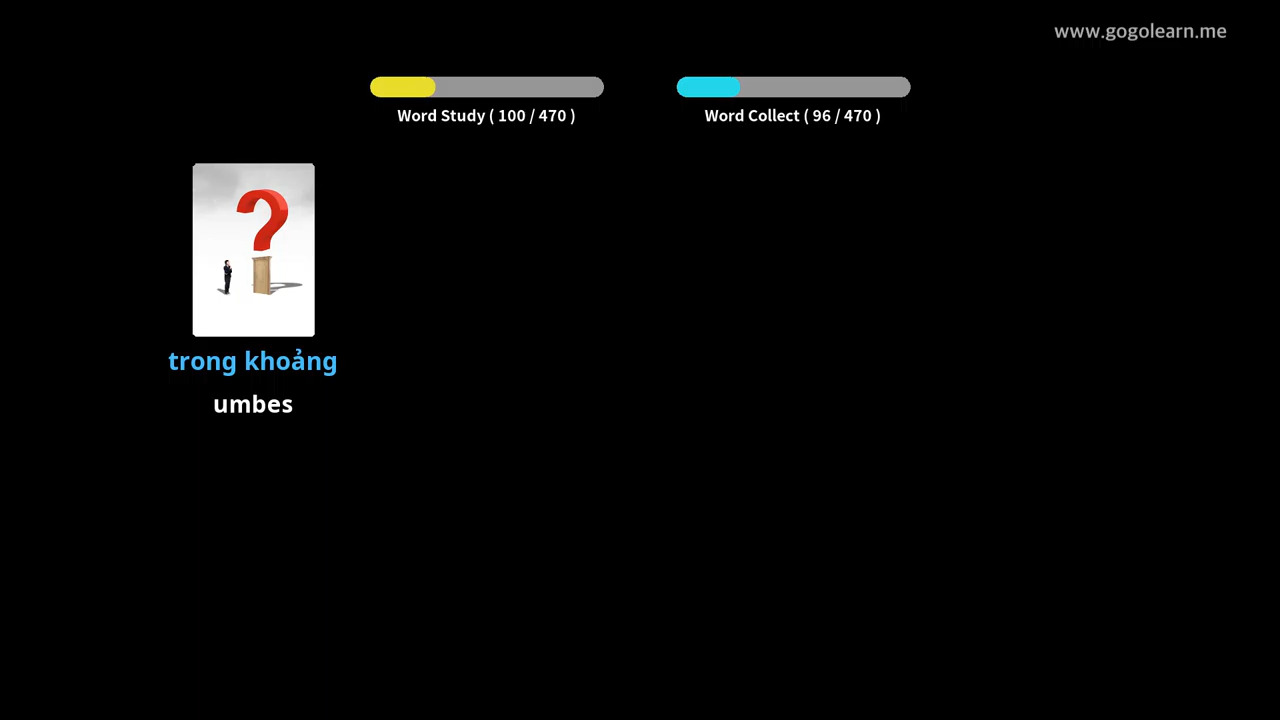 www.gogolearn.me
Word Study ( 100 / 470 )
Word Collect ( 96 / 470 )
?
trong khoảng
umbes